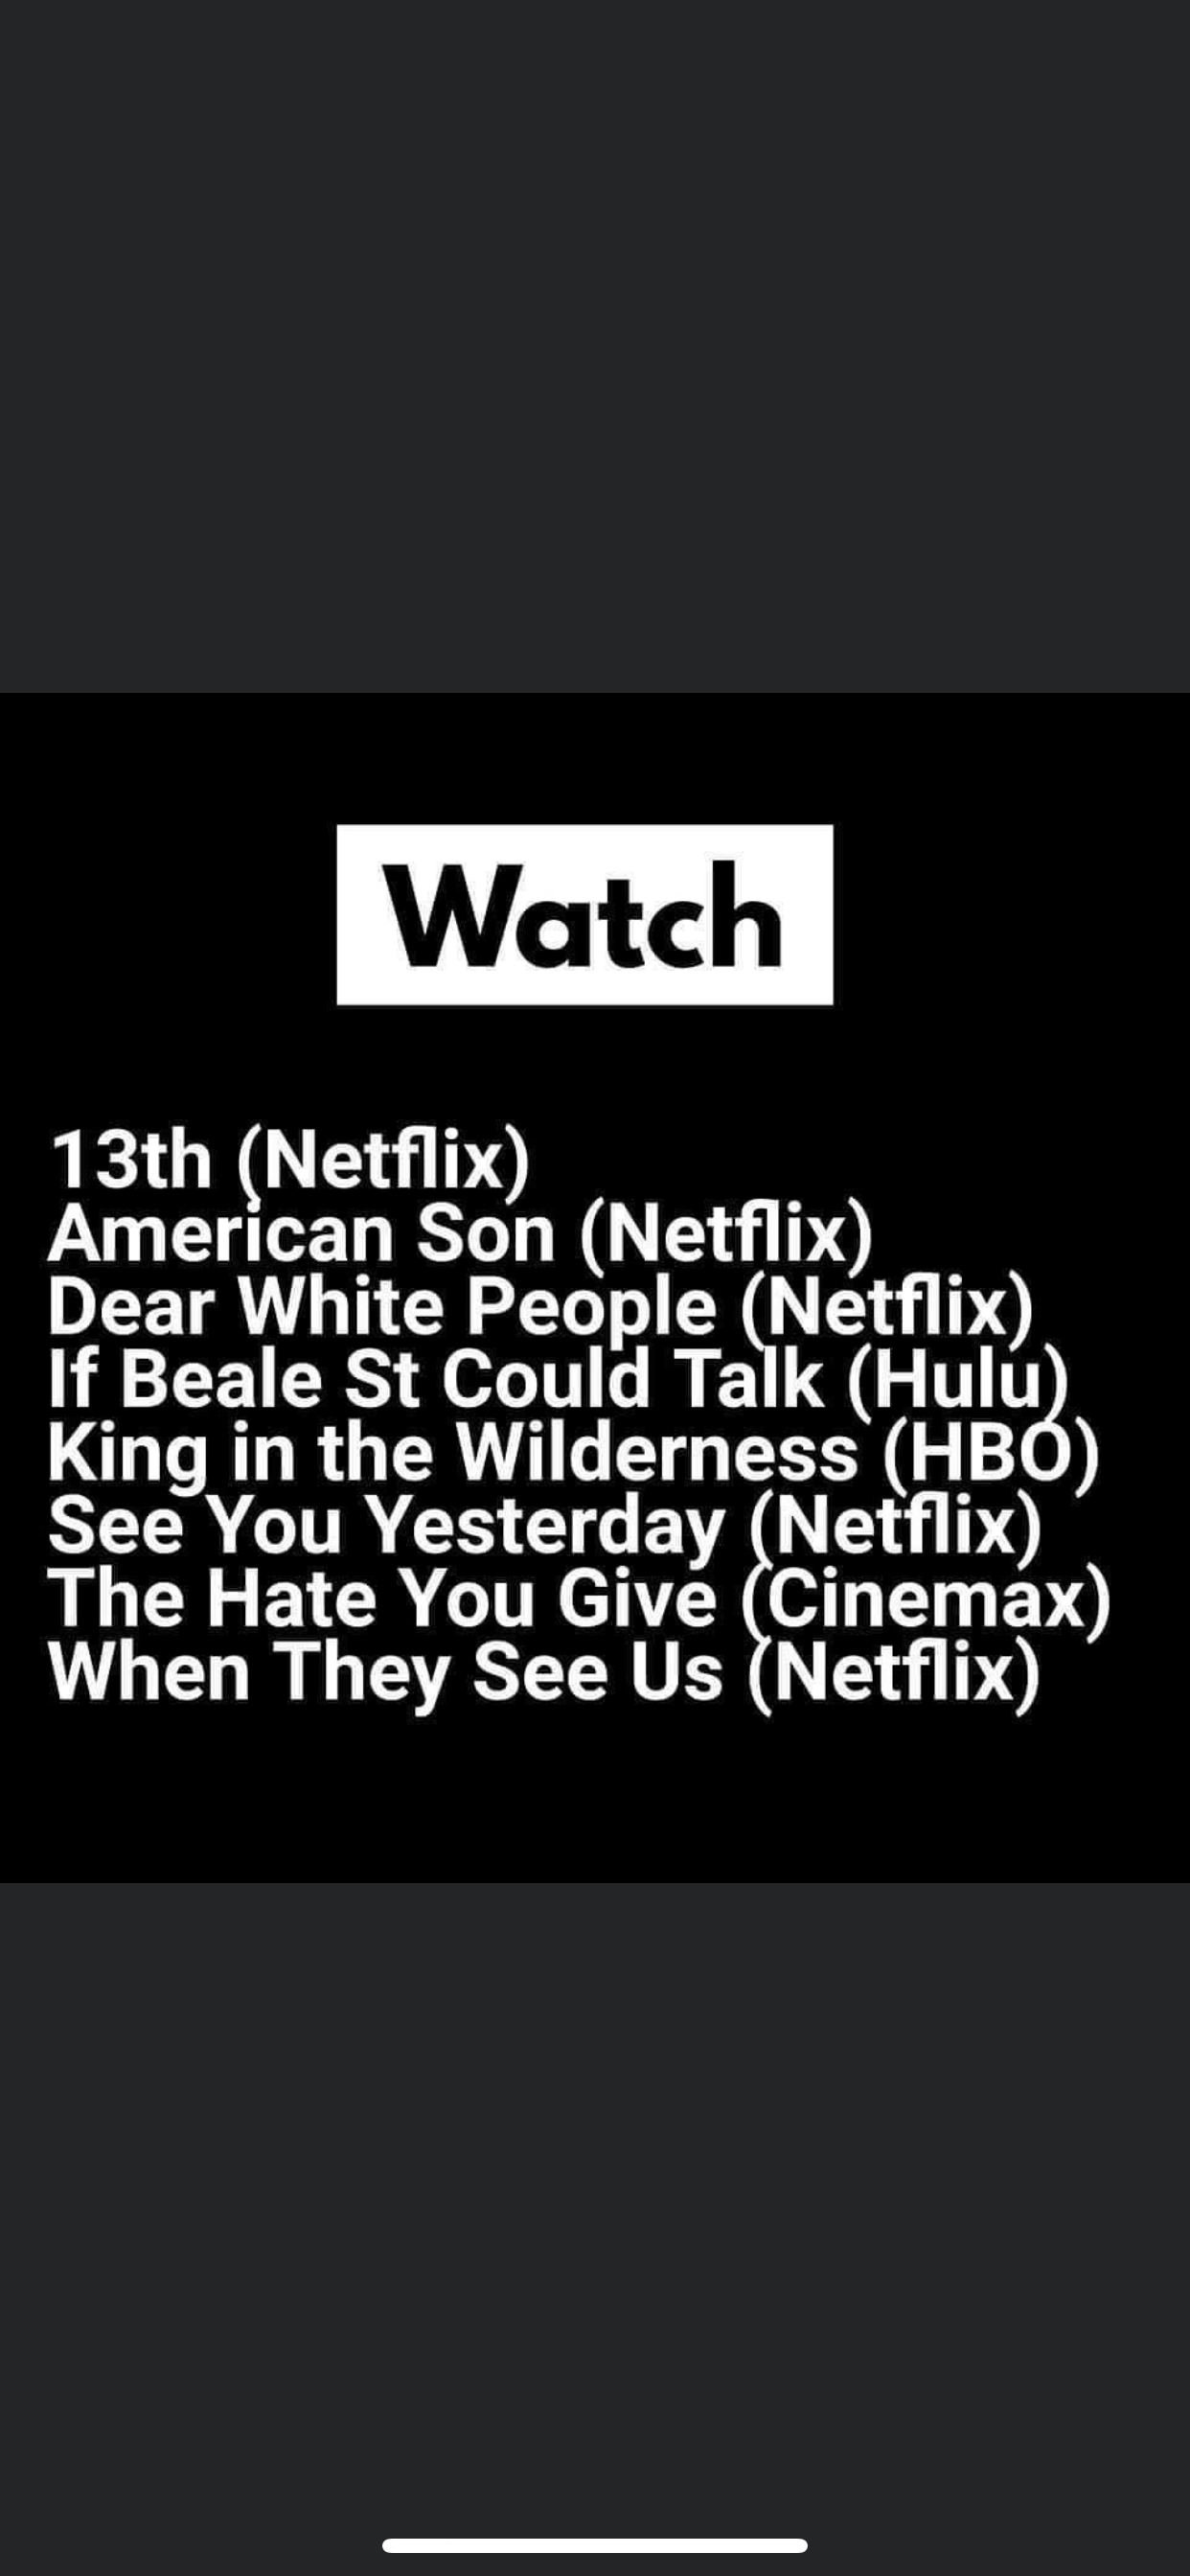 Watch
13th (Netflix)
American Son (Netflix)
Dear White People (Netflix)
If Beale St Could Talk (Hulu)
King in the Wilderness (HBO)
See You Yesterday (Netflix)
The Hate You Give (Cinemax)
When They See Us (Netflix)